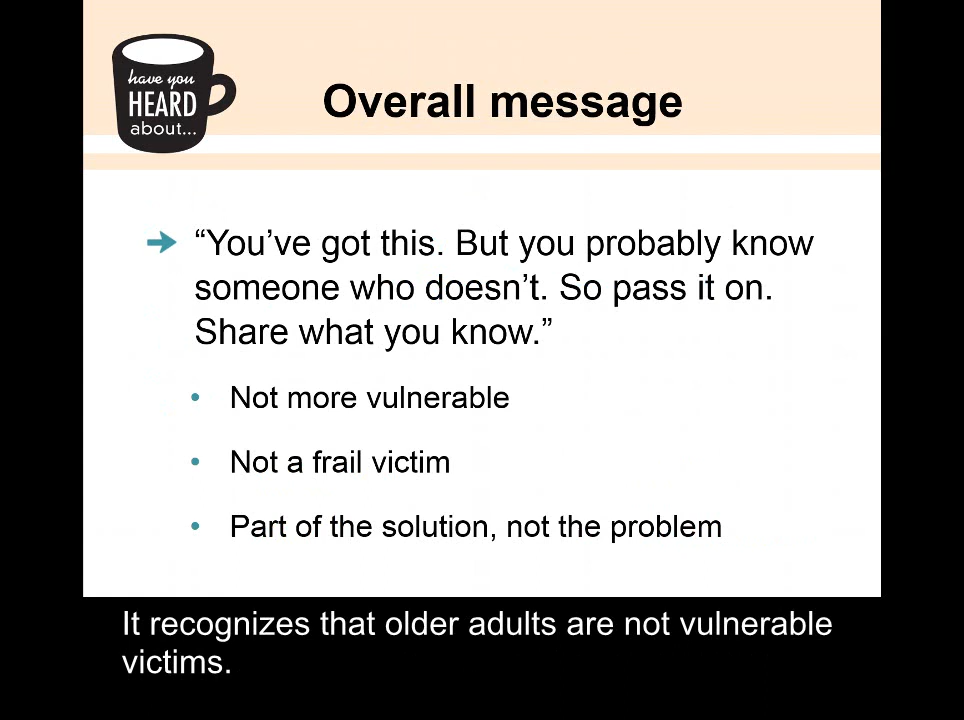 have you
HEARD
about...
Overall message
“You’ve got this. But you probably know
someone who doesn’t. So pass it on.
Share what you know.”
• Not more vulnerable
• Not a frail victim
• Part of the solution, not the problem
It recognizes that older adults are not vulnerable
victims.